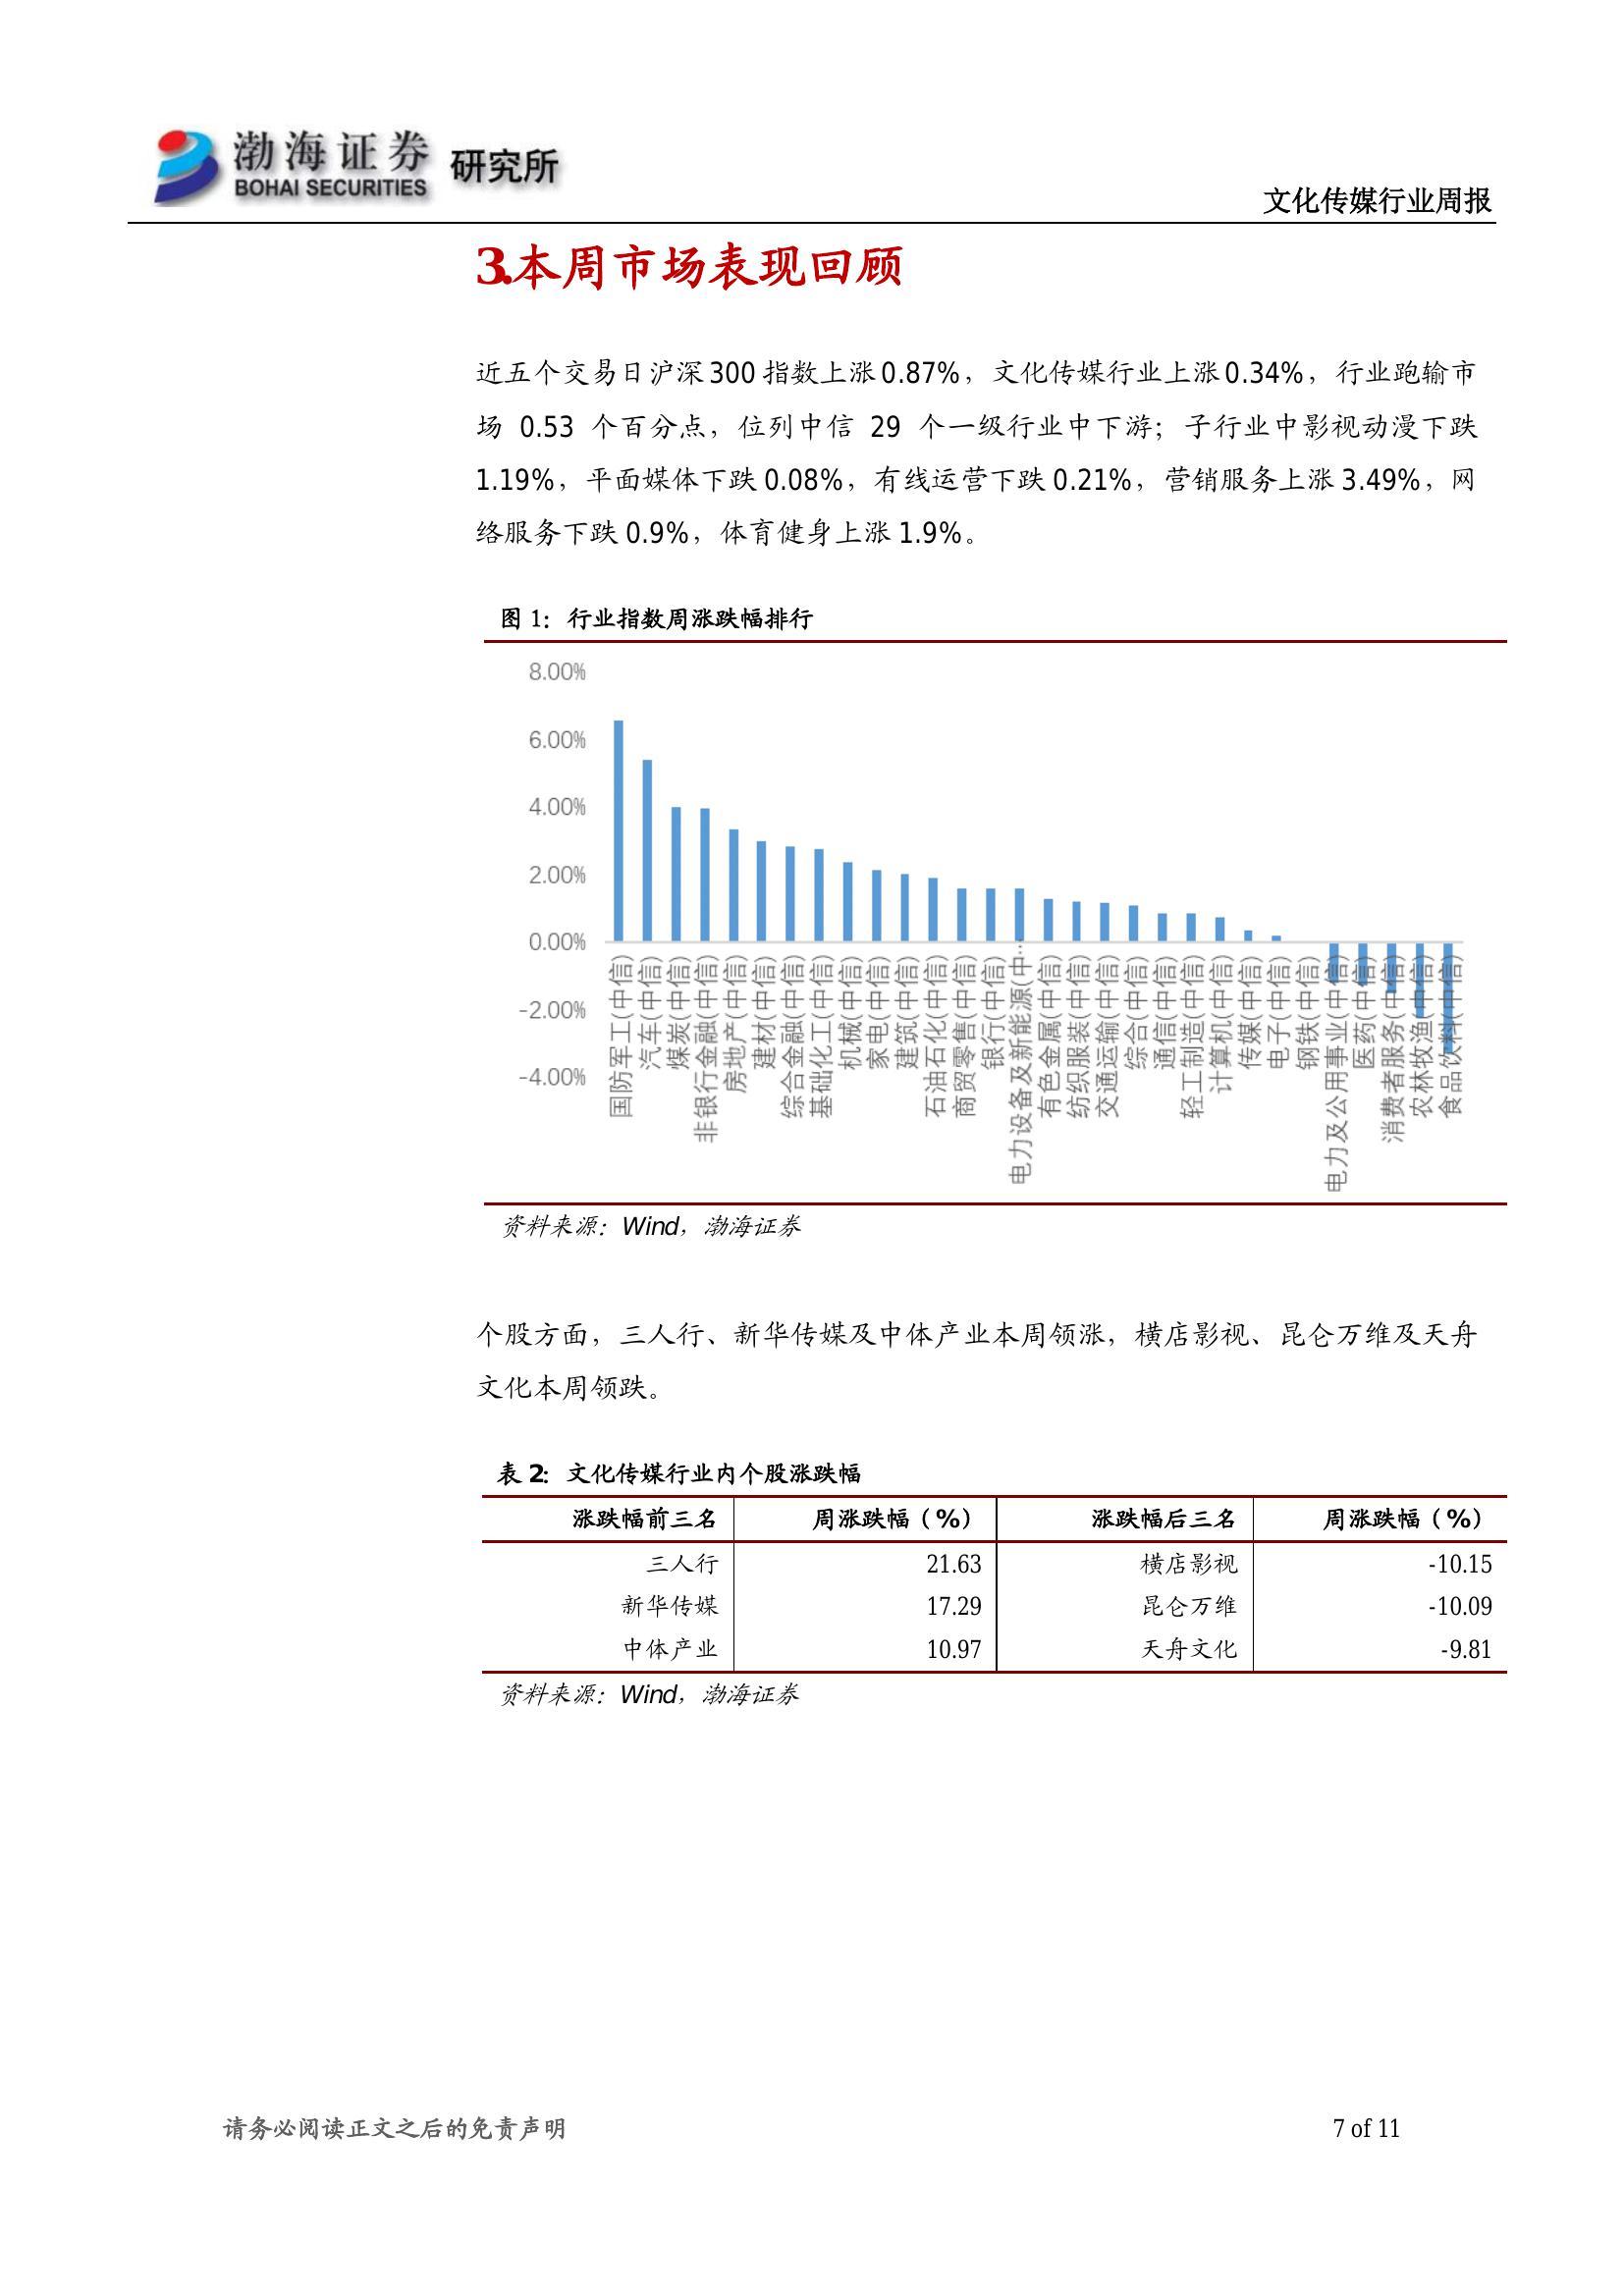 渤海证券 研究所
BOHAI SECURITIES
文化传媒行业周报
3.本周市场表现回顾
近五个交易日沪深 300 指数上涨 0.87%，文化传媒行业上涨 0.34%，行业跑输市
场 0.53 个百分点，位列中信 29 个一级行业中下游；子行业中影视动漫下跌
1.19%，平面媒体下跌 0.08%，有线运营下跌 0.21%，营销服务上涨 3.49%，网
络服务下跌 0.9%，体育健身上涨 1.9%。
图 1：行业指数周涨跌幅排行
8.00%
6.00%
4.00%
2.00%
0.00%
-2.00%
-4.00%
国防军工(中信)
汽车(中信)
煤炭(中信)
非银行金融(中信)
房地产(中信)
建材(中信)
综合金融(中信)
基础化工(中信)
机械(中信)
家电(中信)
建筑(中信)
石油石化(中信)
商贸零售(中信)
银行(中信)
电力设备及新能源(中…
有色金属(中信)
纺织服装(中信)
交通运输(中信)
综合(中信)
通信(中信)
轻工制造(中信)
计算机(中信)
传媒(中信)
电子(中信)
钢铁(中信)
电力及公用事业(中信)
医药(中信)
消费者服务(中信)
农林牧渔(中信)
食品饮料(中信)
资料来源：Wind，渤海证券
个股方面，三人行、新华传媒及中体产业本周领涨，横店影视、昆仑万维及天舟
文化本周领跌。
表 2：文化传媒行业内个股涨跌幅
涨跌幅前三名 周涨跌幅（%） 涨跌幅后三名 周涨跌幅（%）
三人行 21.63 横店影视 -10.15
新华传媒 17.29 昆仑万维 -10.09
中体产业 10.97 天舟文化 -9.81
资料来源：Wind，渤海证券
请务必阅读正文之后的免责声明 7 of 11